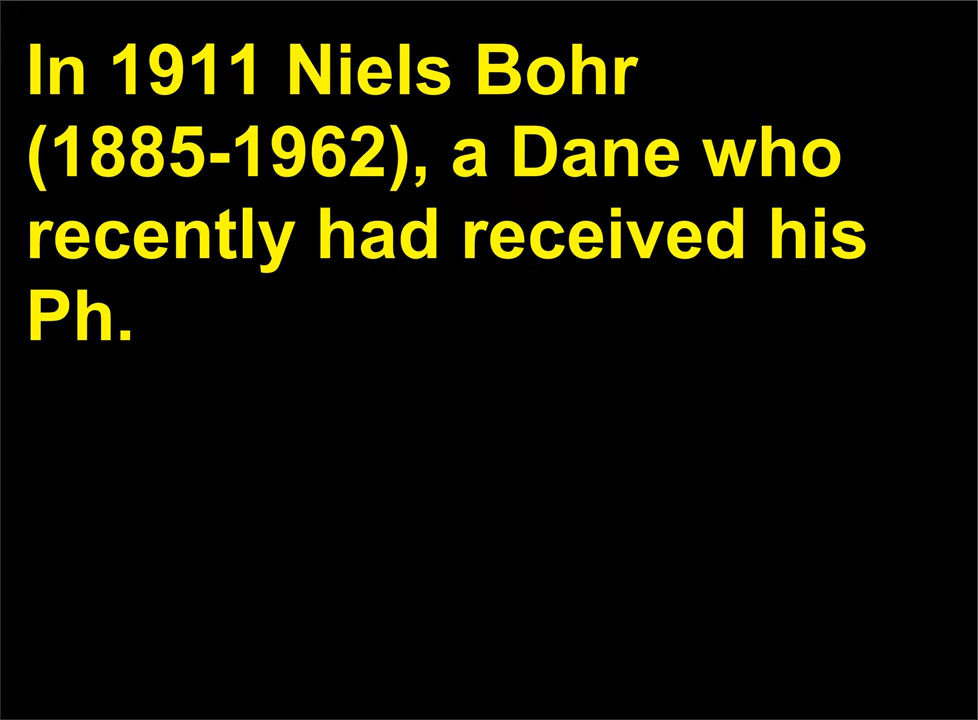 In 1911 Niels Bohr
(1885-1962), a Dane who
recently had received his
Ph.